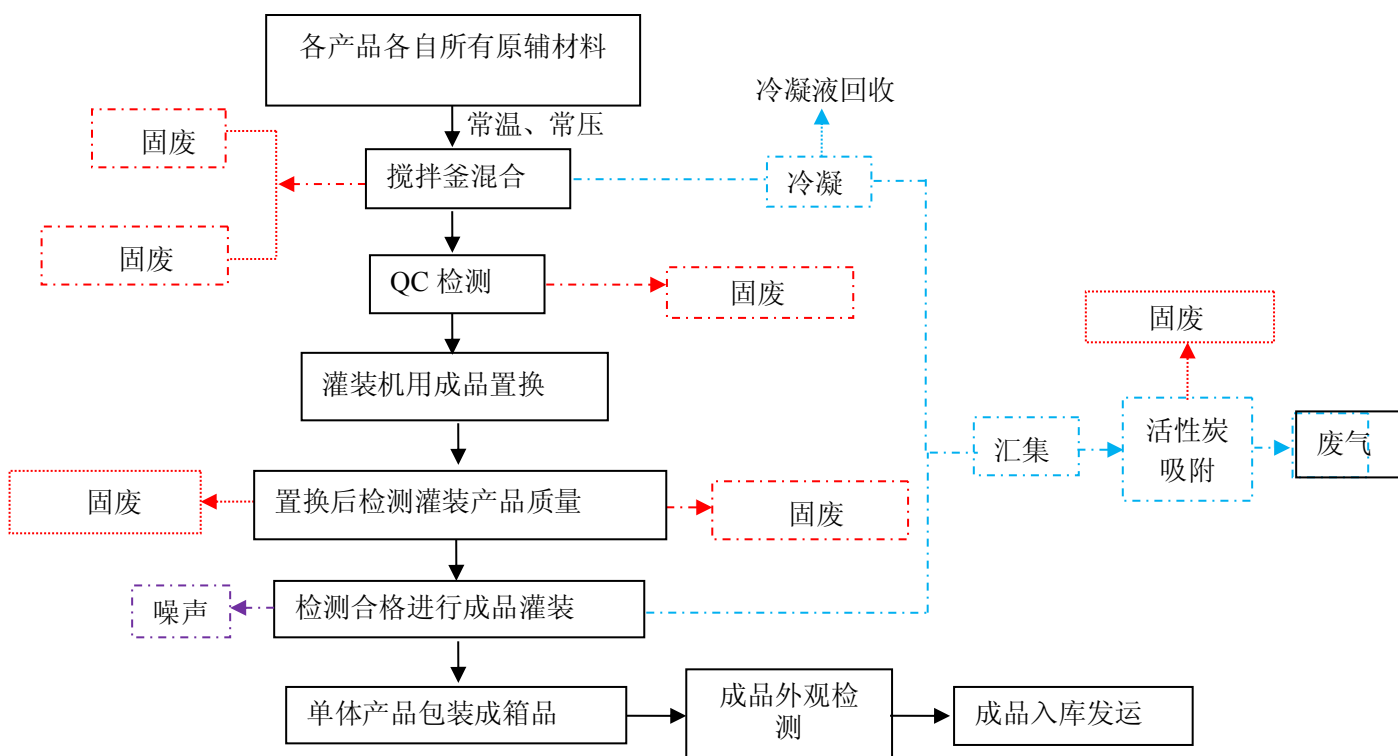 各产品各自所有原辅材料
冷凝液回收
常温、常压
固废
搅拌釜混合
冷凝
固废
QC 检测
固废
固废
灌装机用成品置换
汇集
活性炭
吸附
废气
固废
置换后检测灌装产品质量
固废
噪声
检测合格进行成品灌装
单体产品包装成箱品
成品外观检
测
成品入库发运